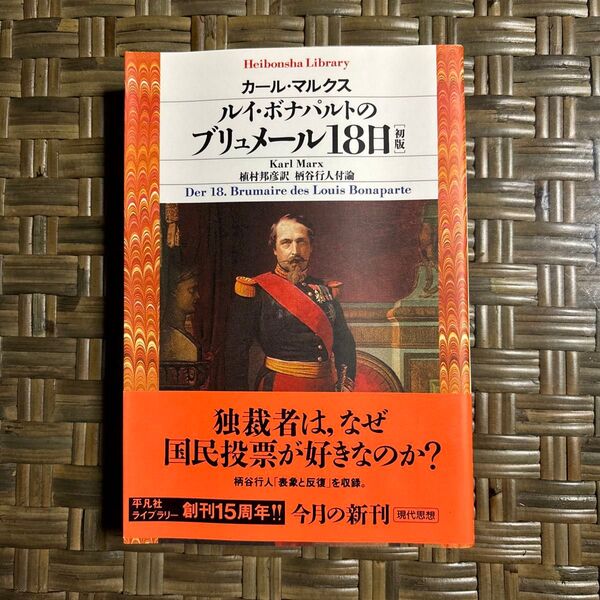 Heibonsha Library
カール・マルクス
ルイ・ボナパルトの
ブリュメール18日[初版]
Karl Marx
植村邦彦訳 柄谷行人付論
Der 18. Brumaire des Louis Bonaparte
独裁者は,なぜ
国民投票が好きなのか?
柄谷行人「表象と反復」を収録。
平凡社
ライブラリー 創刊15周年!! 今月の新刊 現代思想